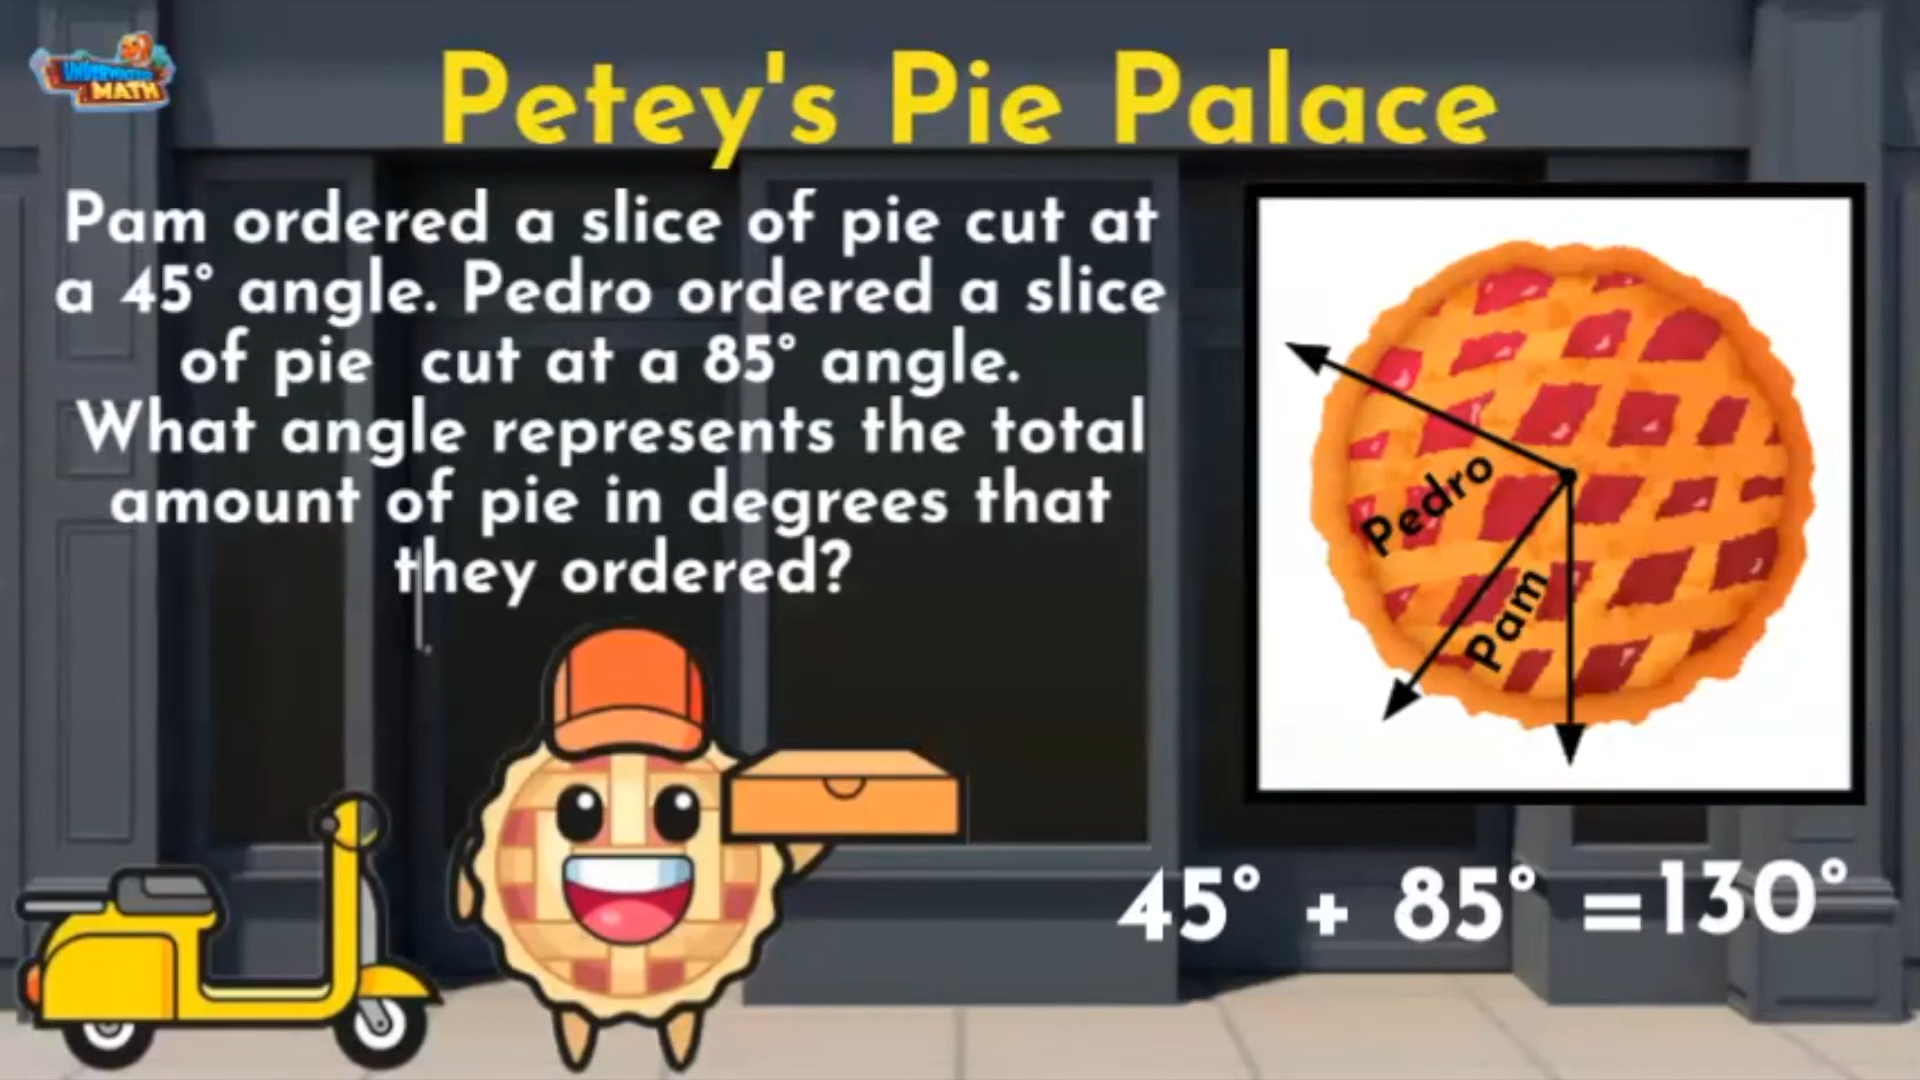 UNDERWATER
MATH
Petey's Pie Palace
Pam ordered a slice of pie cut at
a 45° angle. Pedro ordered a slice
of pie cut at a 85° angle.
What angle represents the total
amount of pie in degrees that
they ordered?
Pedro
Pam
45° + 85° = 130°